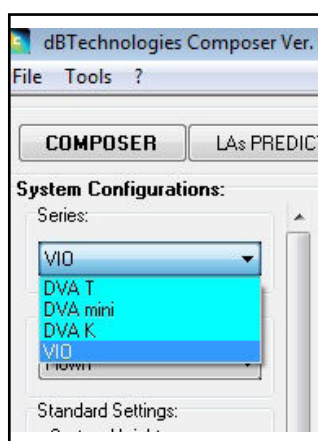 dBTechnologies Composer Ver.
File Tools ?
COMPOSER LAs PREDIC
System Configurations:
Series:
VIO
DVA T
DVA mini
DVA K
VIO
Standard Settings: